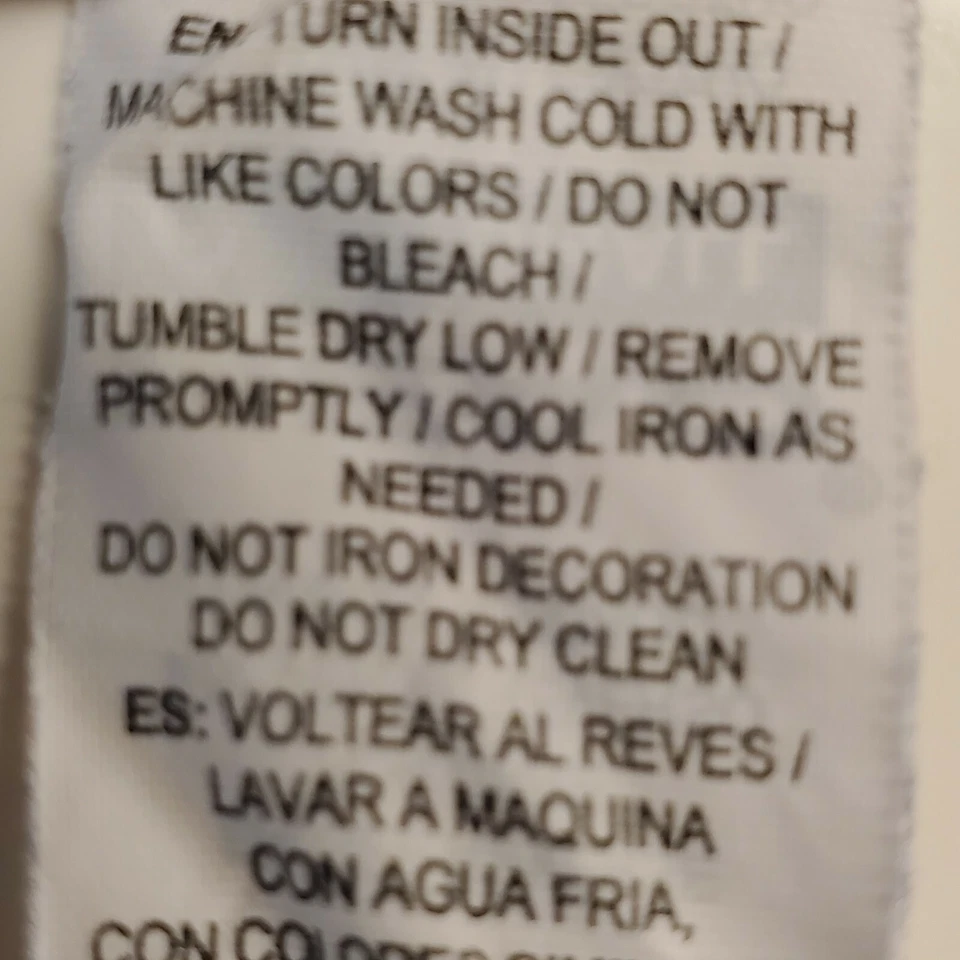 EN TURN INSIDE OUT /
MACHINE WASH COLD WITH
LIKE COLORS / DO NOT
BLEACH /
TUMBLE DRY LOW / REMOVE
PROMPTLY / COOL IRON AS
NEEDED /
DO NOT IRON DECORATION
DO NOT DRY CLEAN
ES: VOLTEAR AL REVES /
LAVAR A MAQUINA
CON AGUA FRIA,
CON COLORES